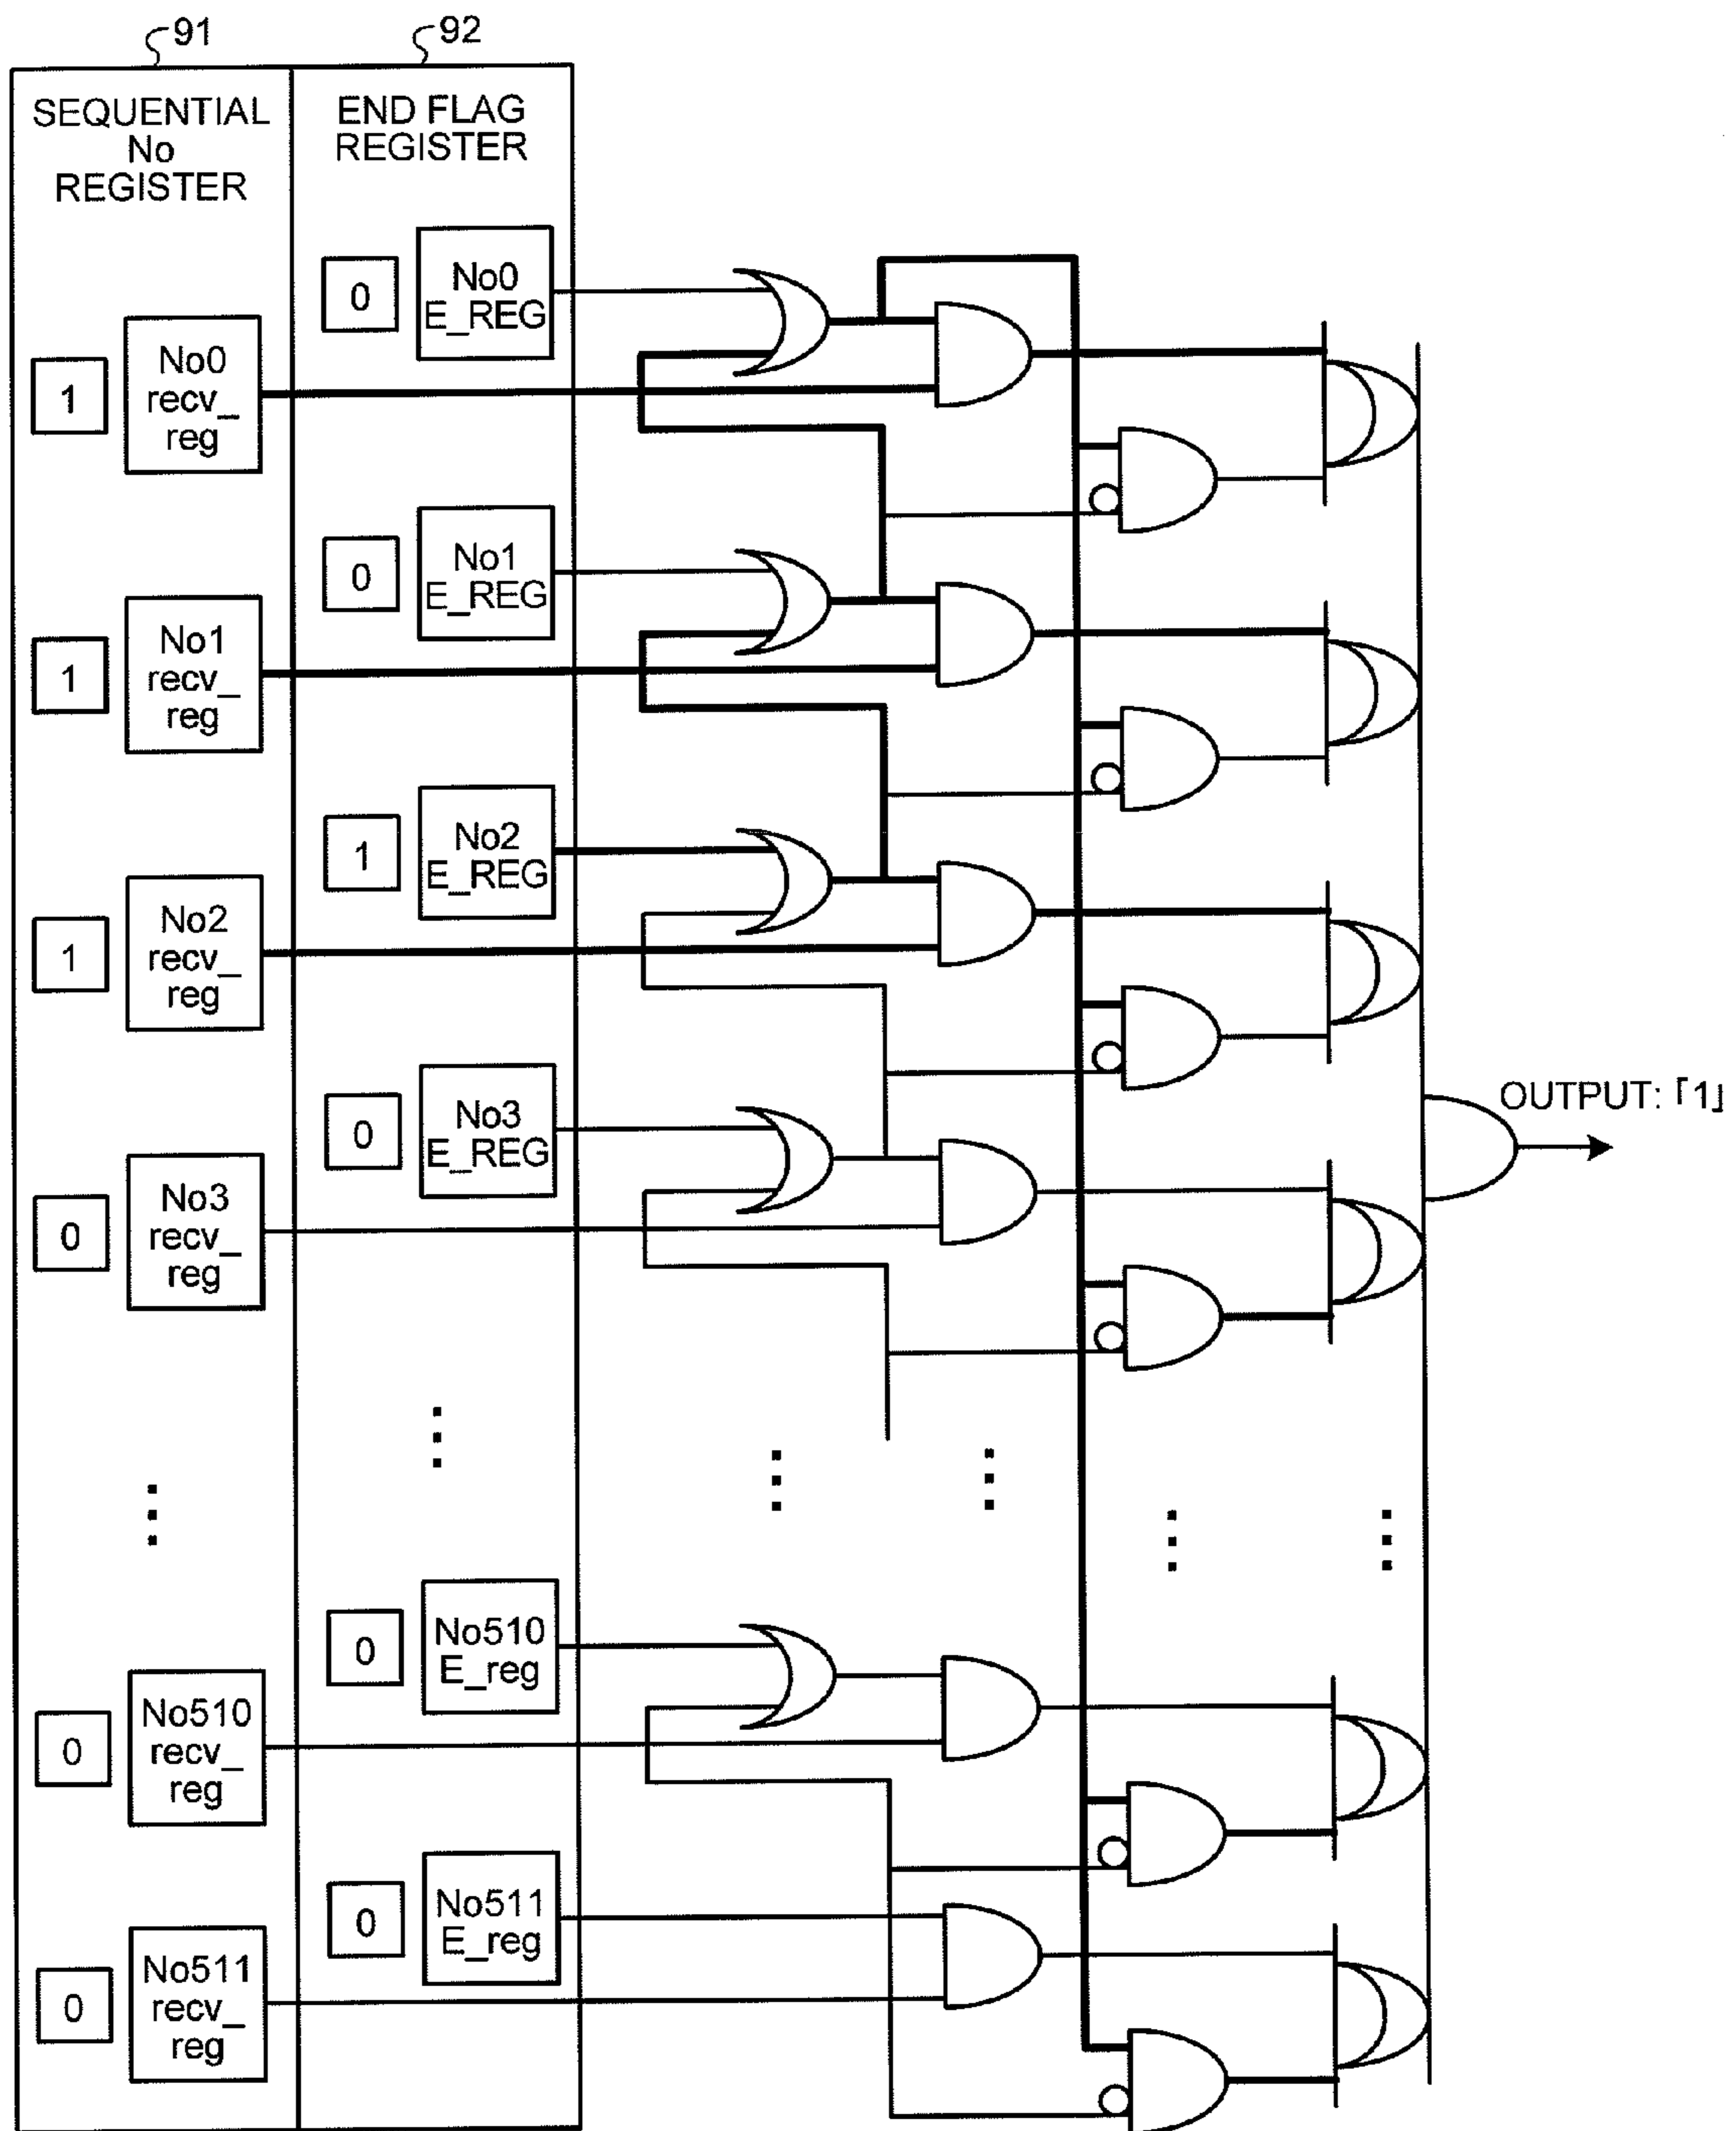 91
92
SEQUENTIAL
No
REGISTER
END FLAG
REGISTER
0
No0
E_REG
1
No0
recv_
reg
0
No1
E_REG
1
No1
recv_
reg
1
No2
E_REG
1
No2
recv_
reg
0
No3
E_REG
0
No3
recv_
reg
OUTPUT: ｢1｣
0
No510
E_reg
0
No510
recv_
reg
0
No511
E_reg
0
No511
recv_
reg